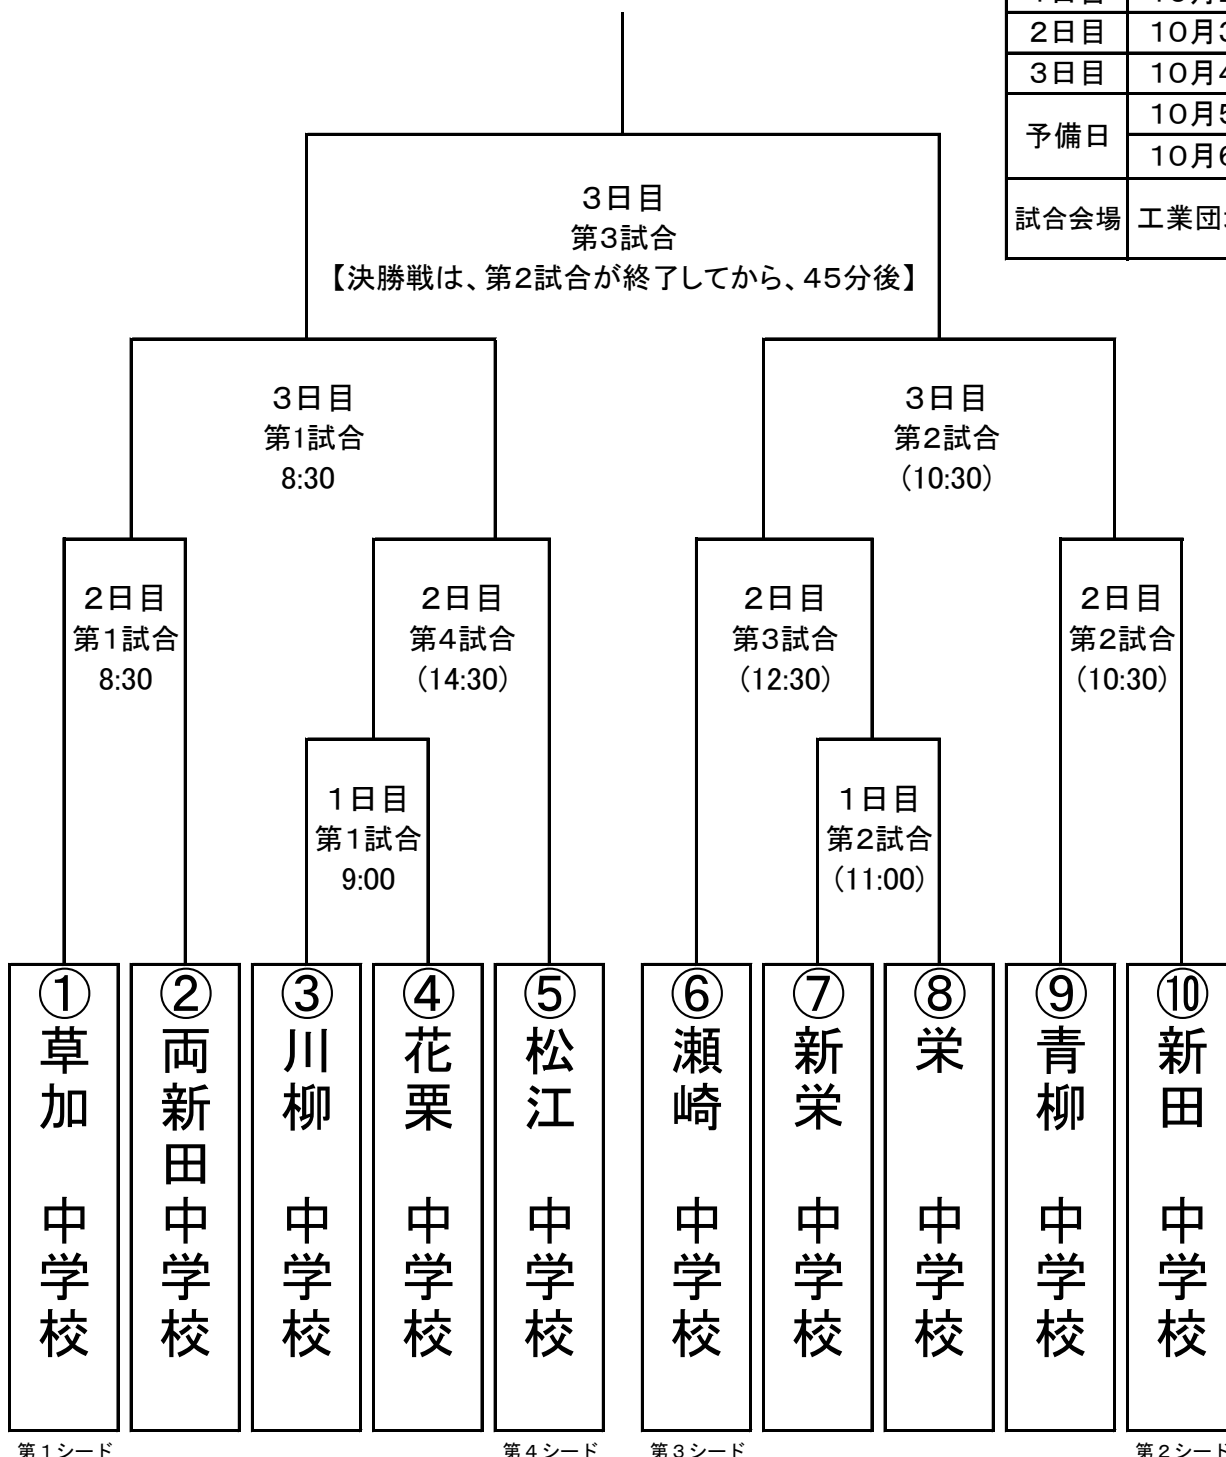 2日目 10月3
3日目 10月4
予備日 10月5
10月6
試合会場 工業団
3日目
第3試合
【決勝戦は、第2試合が終了してから、45分後】
3日目
第1試合
8:30
3日目
第2試合
(10:30)
2日目
第1試合
8:30
2日目
第4試合
(14:30)
2日目
第3試合
(12:30)
2日目
第2試合
(10:30)
1日目
第1試合
9:00
1日目
第2試合
(11:00)
①草加 中学校
②両新田中学校
③川柳 中学校
④花栗 中学校
⑤松江 中学校
⑥瀬崎 中学校
⑦新栄 中学校
⑧栄 中学校
⑨青柳 中学校
⑩新田 中学校
第1シード
第4シード
第3シード
第2シード